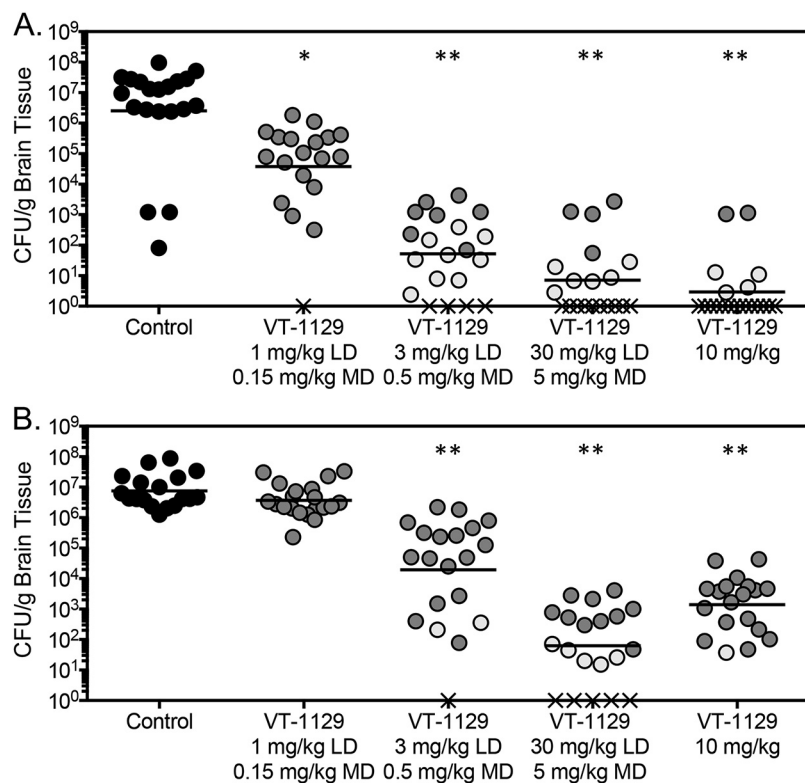 A.
CFU/g Brain Tissue
10⁹
10⁸
10⁷
10⁶
10⁵
10⁴
10³
10²
10¹
10⁰
* ** ** **
Control VT-1129 VT-1129 VT-1129 VT-1129
1 mg/kg LD 3 mg/kg LD 30 mg/kg LD 10 mg/kg
0.15 mg/kg MD 0.5 mg/kg MD 5 mg/kg MD
B.
CFU/g Brain Tissue
10⁹
10⁸
10⁷
10⁶
10⁵
10⁴
10³
10²
10¹
10⁰
** ** **
Control VT-1129 VT-1129 VT-1129 VT-1129
1 mg/kg LD 3 mg/kg LD 30 mg/kg LD 10 mg/kg
0.15 mg/kg MD 0.5 mg/kg MD 5 mg/kg MD